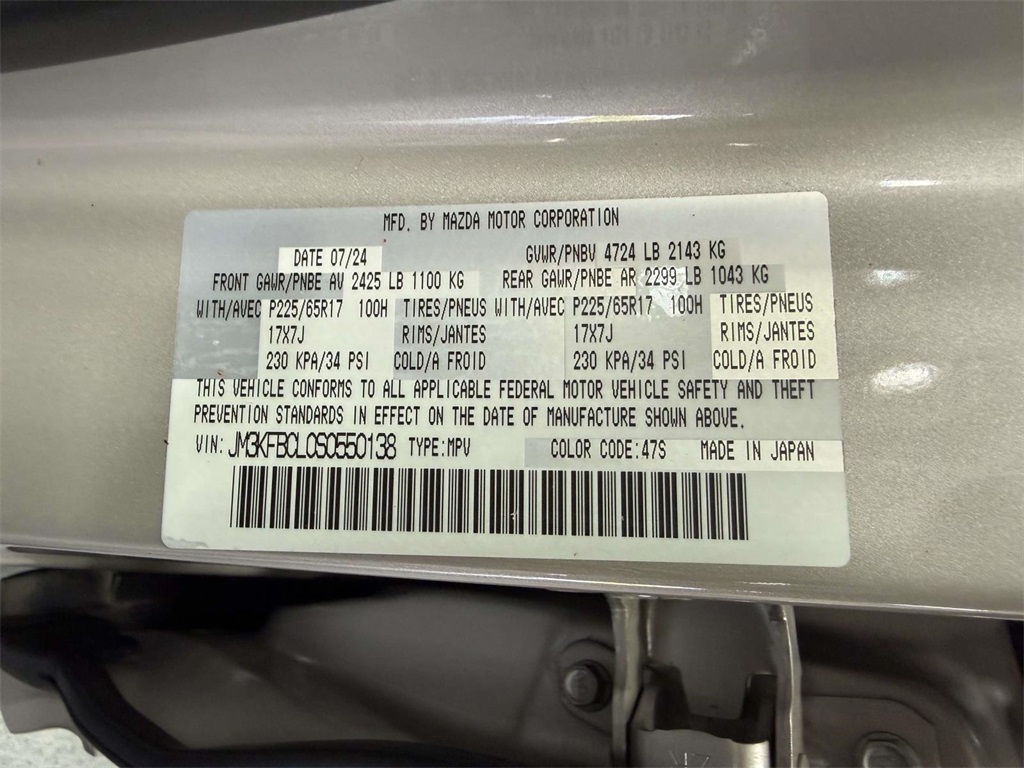 MFD. BY MAZDA MOTOR CORPORATION
DATE 07/24 GVWR/PNBV 4724 LB 2143 KG
FRONT GAWR/PNBE AV 2425 LB 1100 KG REAR GAWR/PNBE AR 2299 LB 1043 KG
WITH/AVEC P225/65R17 100H TIRES/PNEUS WITH/AVEC P225/65R17 100H TIRES/PNEUS
17X7J RIMS/JANTES 17X7J RIMS/JANTES
230 KPA/34 PSI COLD/A FROID 230 KPA/34 PSI COLD/A FROID
THIS VEHICLE CONFORMS TO ALL APPLICABLE FEDERAL MOTOR VEHICLE SAFETY AND THEFT
PREVENTION STANDARDS IN EFFECT ON THE DATE OF MANUFACTURE SHOWN ABOVE.
VIN: JM3KFBCL0S0550138 TYPE:MPV COLOR CODE:47S MADE IN JAPAN